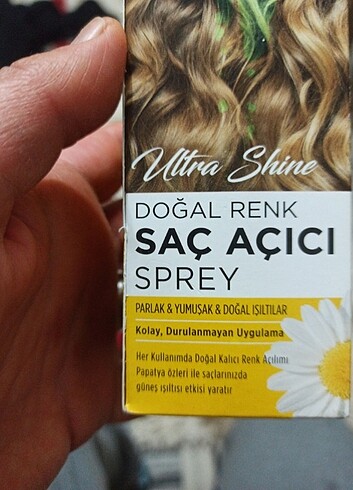 Ultra Shine
DOĞAL RENK
SAÇ AÇICI
SPREY
PARLAK & YUMUŞAK & DOĞAL IŞILTILAR
Kolay, Durulanmayan Uygulama
Her Kullanımda Doğal Kalıcı Renk Açılımı
Papatya özleri ile saçlarınızda
güneş ışıltısı etkisi yaratır